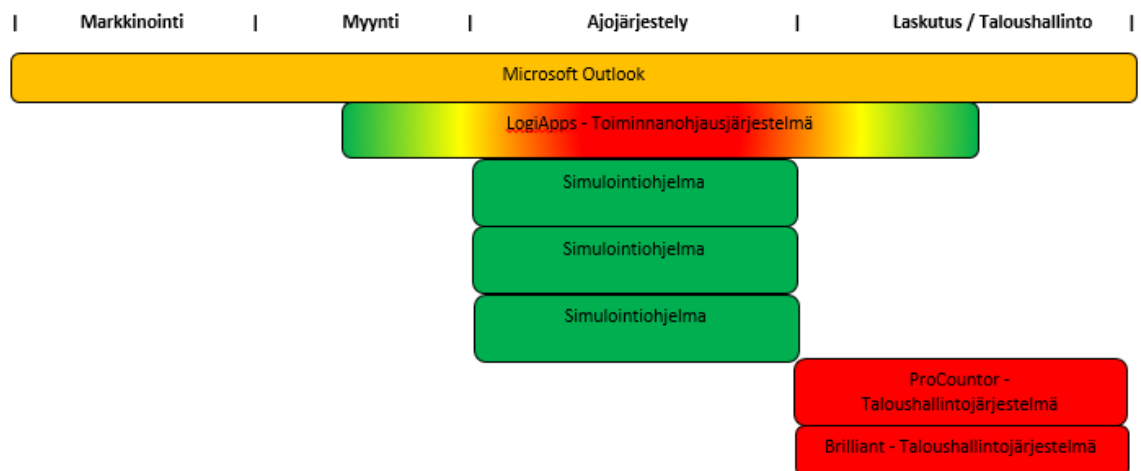 | Markkinointi | Myynti | Ajojärjestely | Laskutus / Taloushallinto |
Microsoft Outlook
LogiApps - Toiminnanohjausjärjestelmä
Simulointiohjelma
Simulointiohjelma
Simulointiohjelma
ProCountor -
Taloushallintojärjestelmä
Brilliant - Taloushallintojärjestelmä